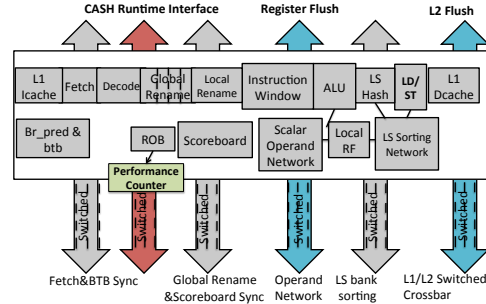 CASH Runtime Interface
Register Flush
L2 Flush
L1
Icache
Fetch
Decode
Global
Rename
Local
Rename
Instruction
Window
ALU
LS
Hash
LD/
ST
L1
Dcache
Br_pred &
btb
ROB
Scoreboard
Scalar
Operand
Network
Local
RF
LS Sorting
Network
Performance
Counter
Switched
Switched
Switched
Switched
Switched
Switched
Fetch&BTB Sync
Global Rename
&Scoreboard Sync
Operand
Network
LS bank
sorting
L1/L2 Switched
Crossbar